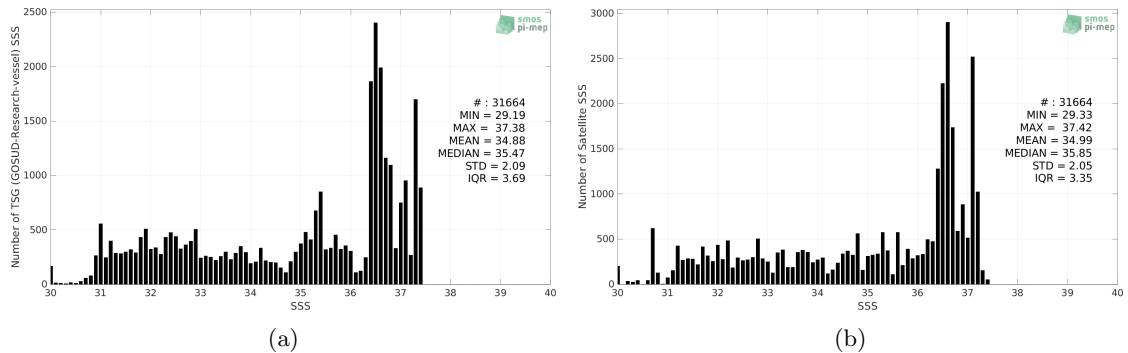 2500
2000
1500
1000
500
0
Number of TSG (GOSUD-Research-vessel) SSS
smos
pi-mep
# : 31664
MIN = 29.19
MAX = 37.38
MEAN = 34.88
MEDIAN = 35.47
STD = 2.09
IQR = 3.69
30 31 32 33 34 35 36 37 38 39 40
SSS
(a)
3000
2500
2000
1500
1000
500
0
Number of Satellite SSS
smos
pi-mep
# : 31664
MIN = 29.33
MAX = 37.42
MEAN = 34.99
MEDIAN = 35.85
STD = 2.05
IQR = 3.35
30 31 32 33 34 35 36 37 38 39 40
SSS
(b)